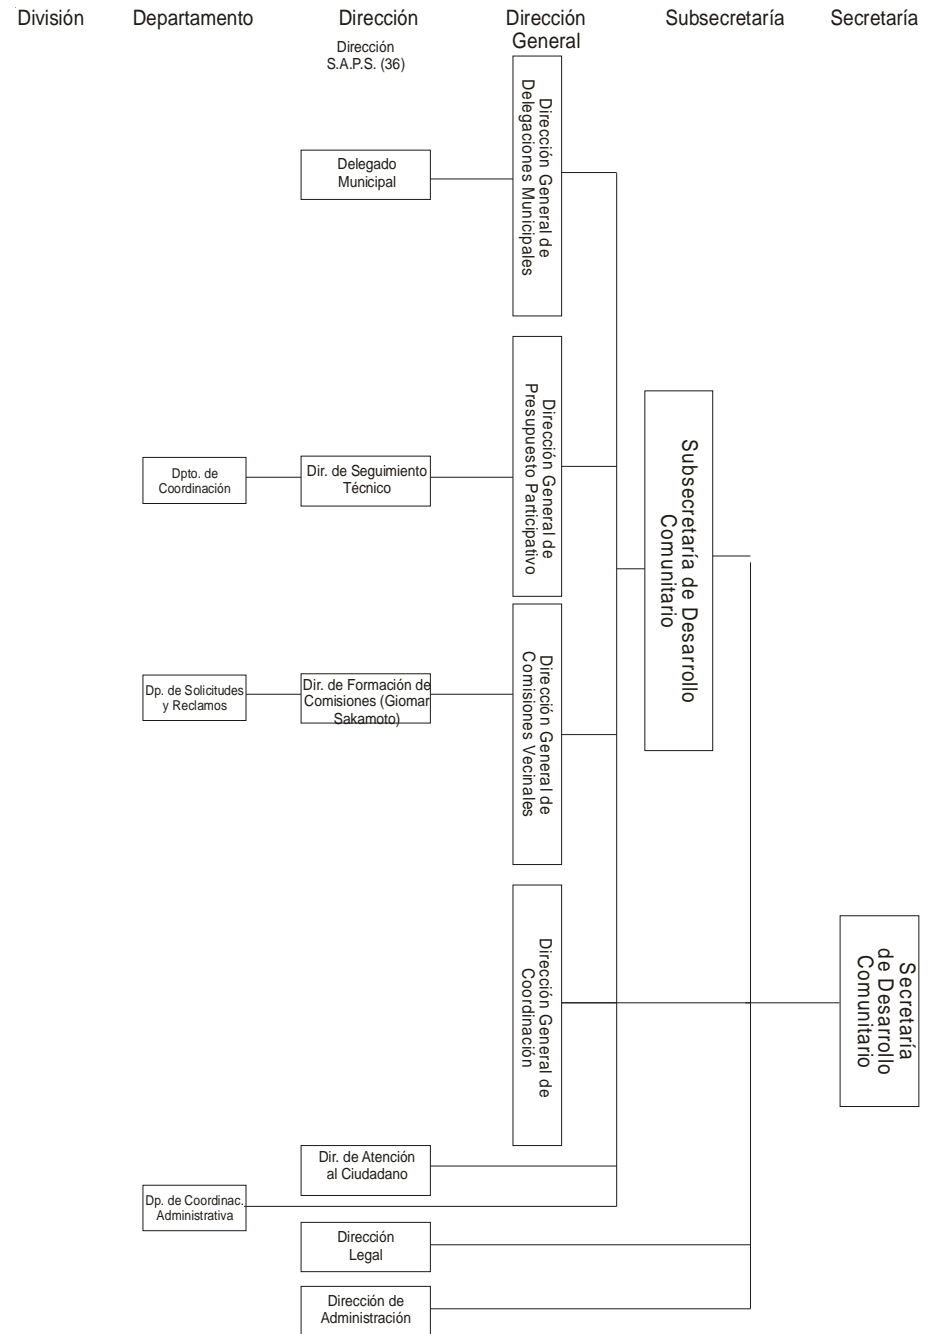 División
Departamento
Dirección
Dirección
General
Subsecretaría
Secretaría
Dirección
S.A.P.S. (36)
Dirección General de
Delegaciones Municipales
Delegado
Municipal
Dirección General de
Presupuesto Participativo
Subsecretaría de Desarrollo
Comunitario
Dpto. de
Coordinación
Dir. de Seguimiento
Técnico
Dirección General de
Comisiones Vecinales
Dp. de Solicitudes
y Reclamos
Dir. de Formación de
Comisiones (Giomar
Sakamoto)
Dirección General de
Coordinación
Secretaría
de Desarrollo
Comunitario
Dir. de Atención
al Ciudadano
Dp. de Coordinac.
Administrativa
Dirección
Legal
Dirección de
Administración